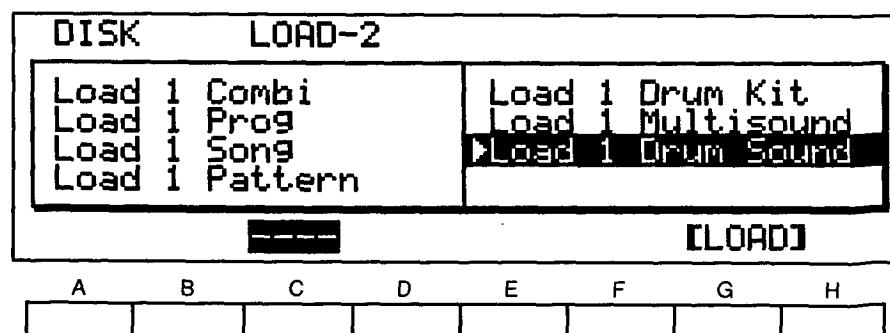 DISK LOAD-2
Load 1 Combi
Load 1 Prog
Load 1 Song
Load 1 Pattern
Load 1 Drum Kit
Load 1 Multisound
▷Load 1 Drum Sound
---- [LOAD]
A B C D E F G H